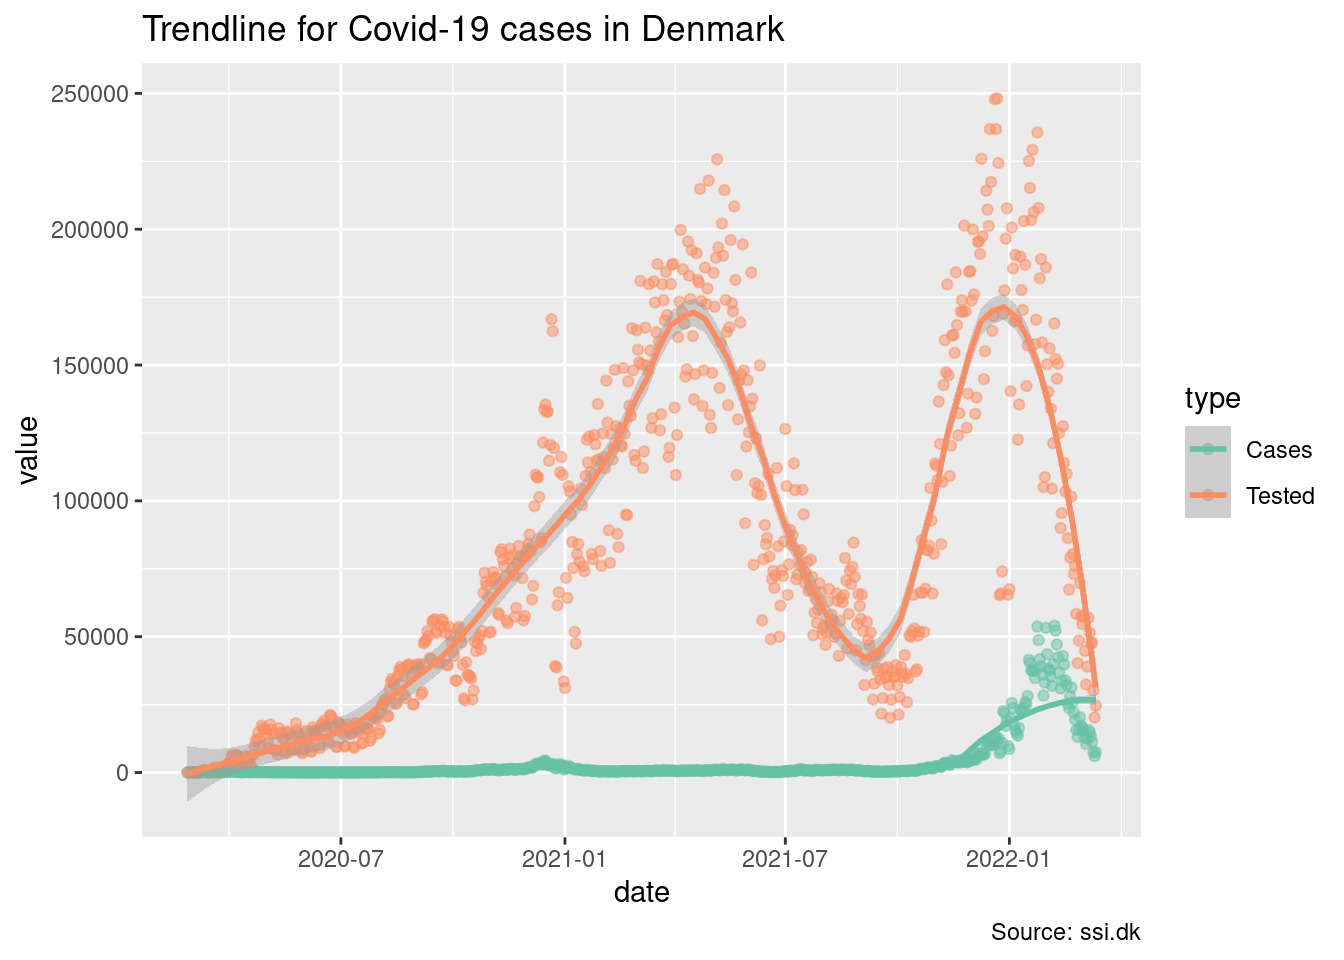 Trendline for Covid-19 cases in Denmark
250000
200000
150000
100000
50000
0
value
2020-07 2021-01 2021-07 2022-01
date
type
Cases
Tested
Source: ssi.dk